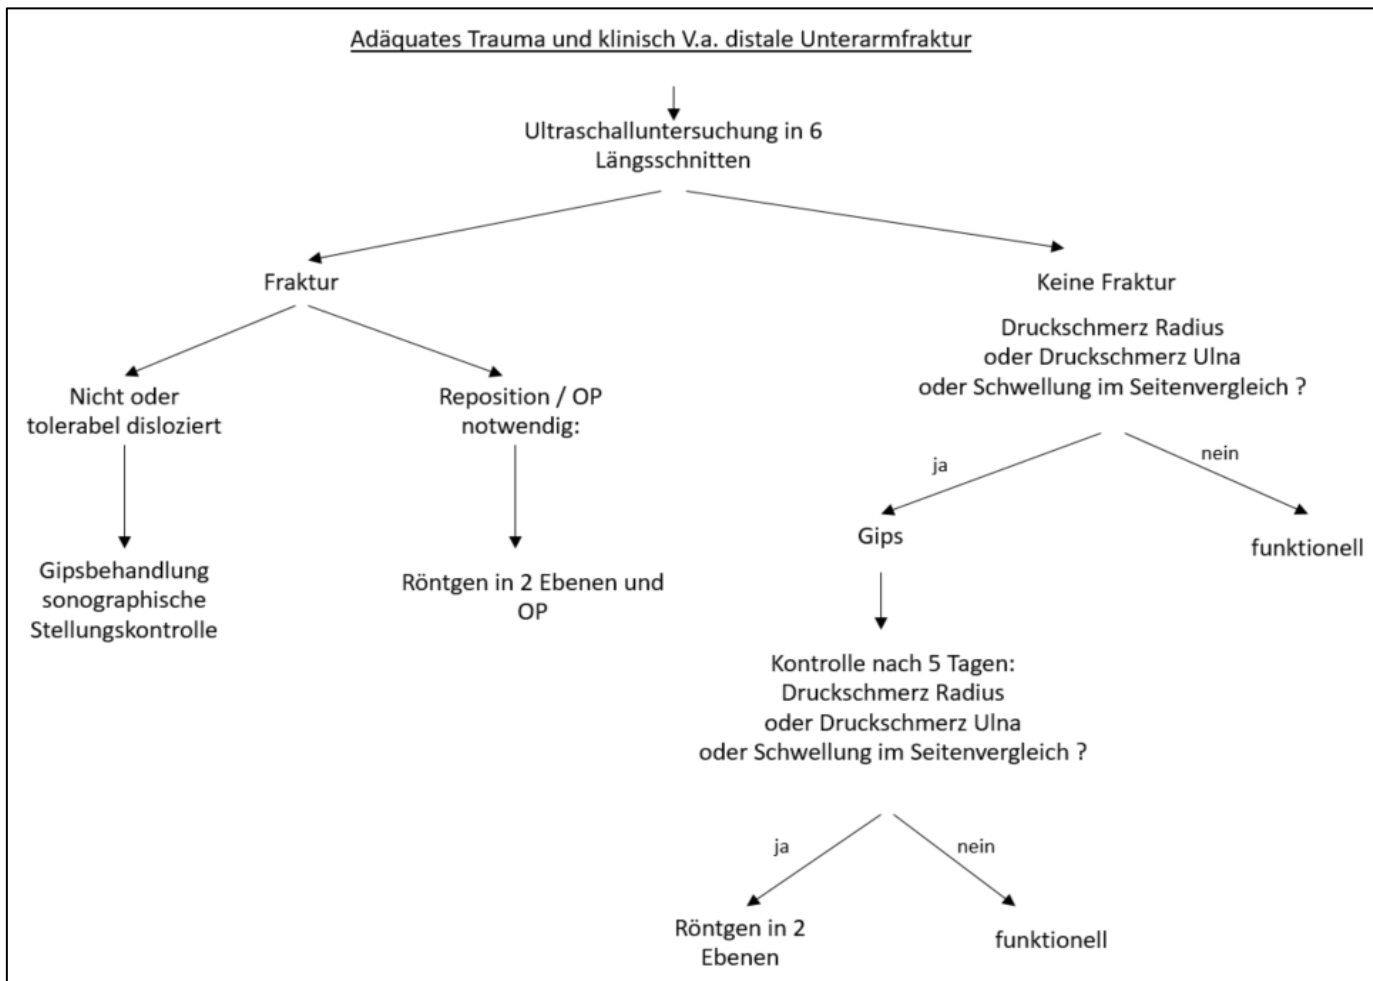 Adäquates Trauma und klinisch V.a. distale Unterarmfraktur
Ultraschalluntersuchung in 6
Längsschnitten
Fraktur
Keine Fraktur
Druckschmerz Radius
oder Druckschmerz Ulna
oder Schwellung im Seitenvergleich ?
Nicht oder
tolerabel disloziert
Reposition / OP
notwendig:
ja
nein
Gips
funktionell
Gipsbehandlung
sonographische
Stellungskontrolle
Röntgen in 2 Ebenen und
OP
Kontrolle nach 5 Tagen:
Druckschmerz Radius
oder Druckschmerz Ulna
oder Schwellung im Seitenvergleich ?
ja
nein
Röntgen in 2
Ebenen
funktionell